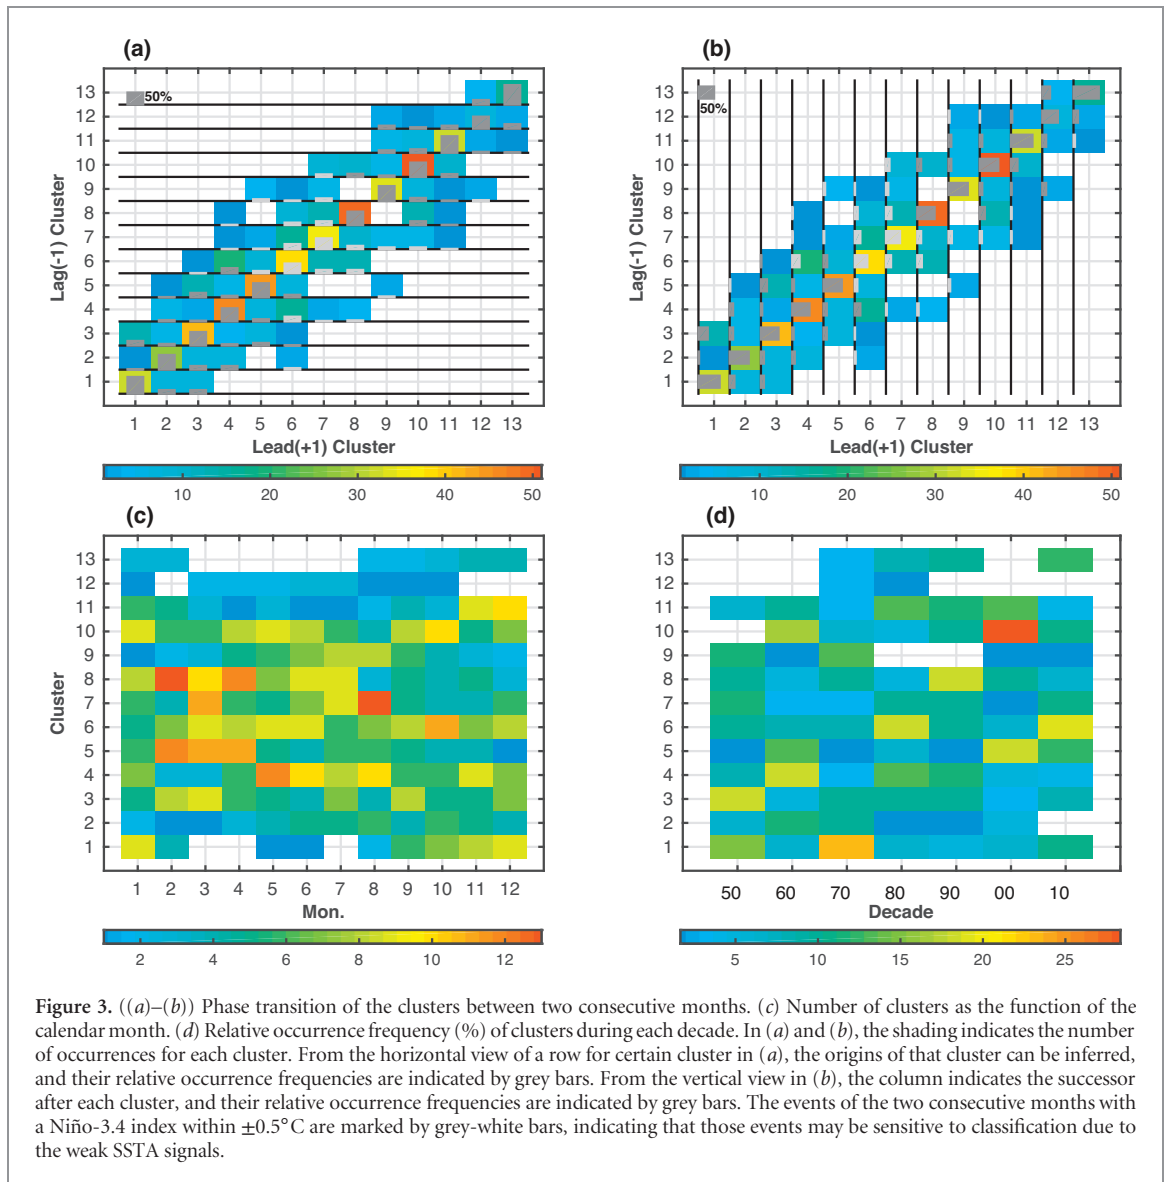 (a)
(b)
13
12
11
10
9
8
7
6
5
4
3
2
1
Lag(-1) Cluster
50%
1 2 3 4 5 6 7 8 9 10 11 12 13
Lead(+1) Cluster
10 20 30 40 50
13
12
11
10
9
8
7
6
5
4
3
2
1
Lag(-1) Cluster
50%
1 2 3 4 5 6 7 8 9 10 11 12 13
Lead(+1) Cluster
10 20 30 40 50
(c)
(d)
13
12
11
10
9
8
7
6
5
4
3
2
1
Cluster
1 2 3 4 5 6 7 8 9 10 11 12
Mon.
2 4 6 8 10 12
13
12
11
10
9
8
7
6
5
4
3
2
1
50 60 70 80 90 00 10
Decade
5 10 15 20 25
Figure 3. ((a)–(b)) Phase transition of the clusters between two consecutive months. (c) Number of clusters as the function of the
calendar month. (d) Relative occurrence frequency (%) of clusters during each decade. In (a) and (b), the shading indicates the number
of occurrences for each cluster. From the horizontal view of a row for certain cluster in (a), the origins of that cluster can be inferred,
and their relative occurrence frequencies are indicated by grey bars. From the vertical view in (b), the column indicates the successor
after each cluster, and their relative occurrence frequencies are indicated by grey bars. The events of the two consecutive months with
a Niño-3.4 index within ±0.5°C are marked by grey-white bars, indicating that those events may be sensitive to classification due to
the weak SSTA signals.